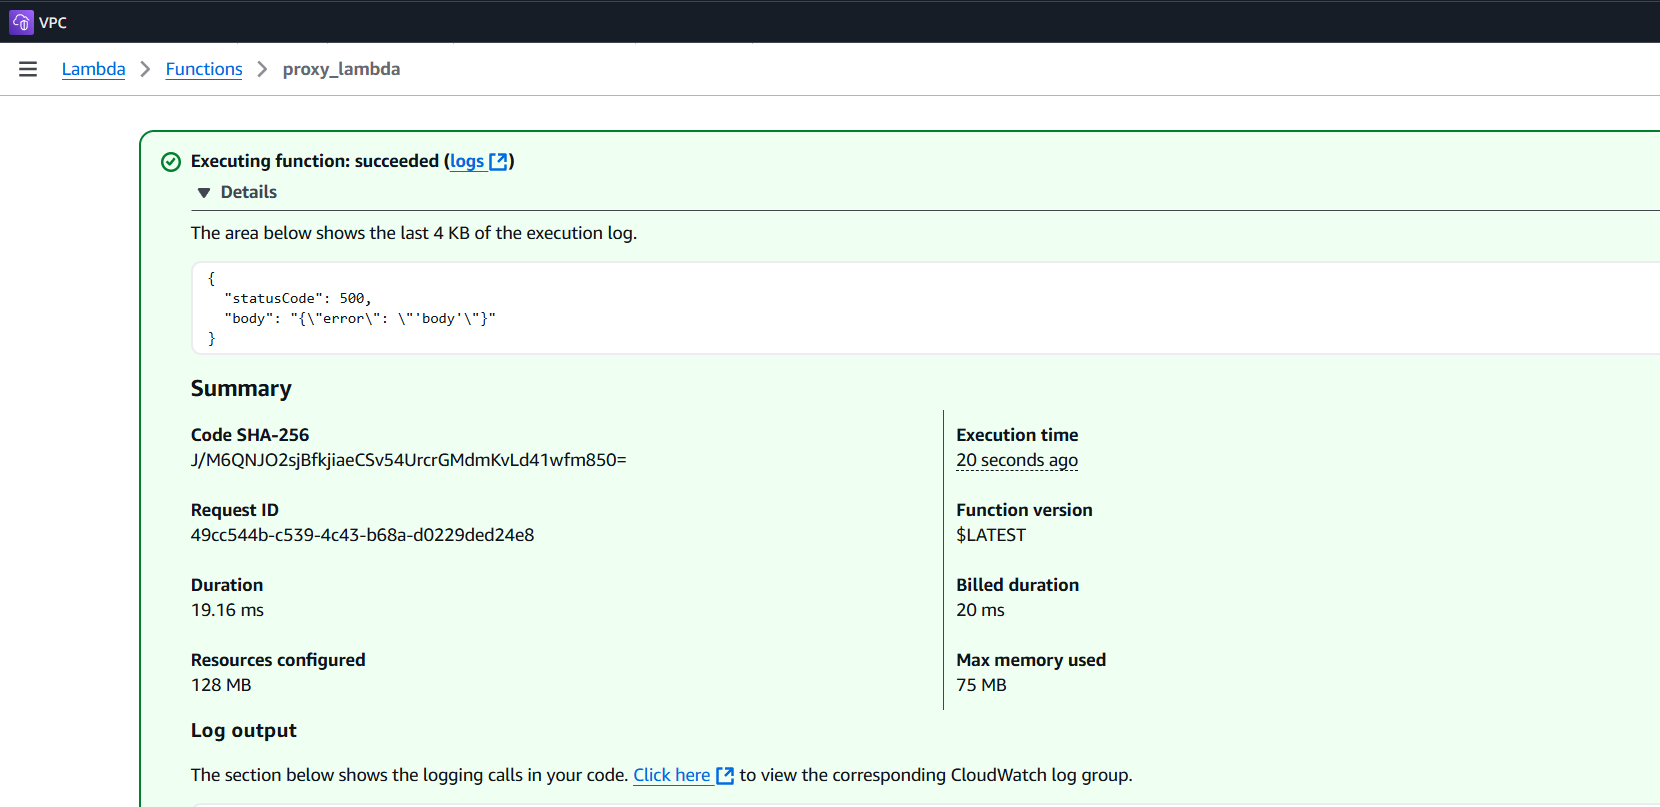 VPC
Lambda > Functions > proxy_lambda
Executing function: succeeded (logs)
Details
The area below shows the last 4 KB of the execution log.
{
"statusCode": 500,
"body": "{\"error\": \"'body'\"}"
}
Summary
Code SHA-256
J/M6QNJO2sjBfkjiaeCSv54UrcrGMdmKvLd41wfm850=
Execution time
20 seconds ago
Request ID
49cc544b-c539-4c43-b68a-d0229ded24e8
Function version
$LATEST
Duration
19.16 ms
Billed duration
20 ms
Resources configured
128 MB
Max memory used
75 MB
Log output
The section below shows the logging calls in your code. Click here to view the corresponding CloudWatch log group.